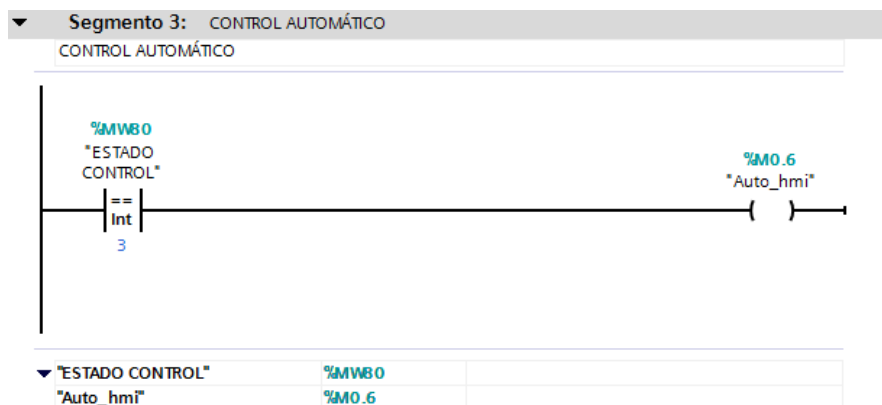 Segmento 3: CONTROL AUTOMÁTICO
CONTROL AUTOMÁTICO
%MW80
"ESTADO
CONTROL"
==
Int
3
%M0.6
"Auto_hmi"
"ESTADO CONTROL" %MW80
"Auto_hmi" %M0.6